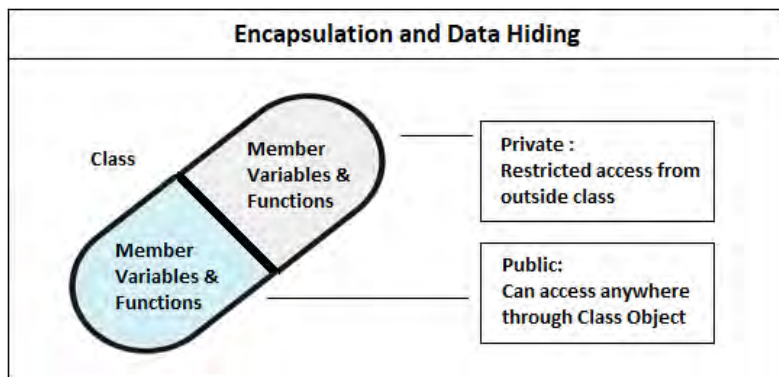 Encapsulation and Data Hiding
Class
Member
Variables &
Functions
Member
Variables &
Functions
Private :
Restricted access from
outside class
Public:
Can access anywhere
through Class Object